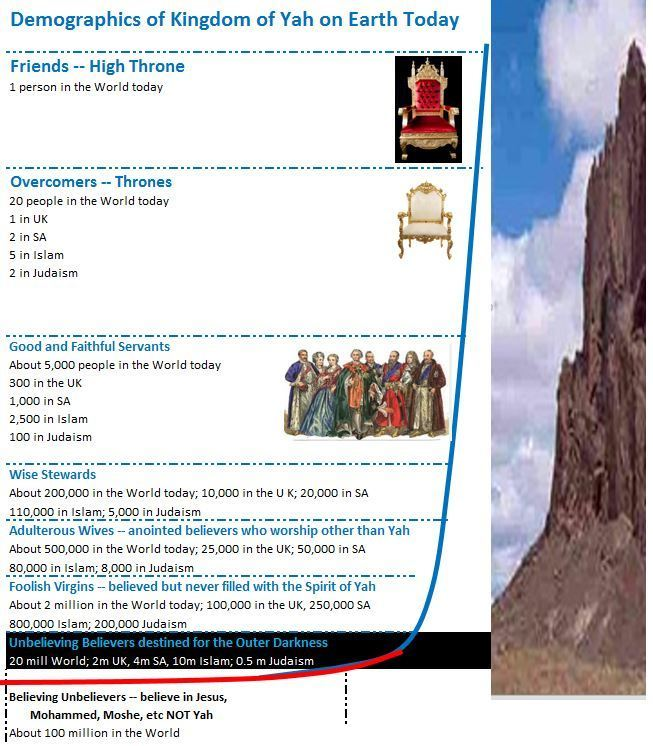 Demographics of Kingdom of Yah on Earth Today
Friends -- High Throne
1 person in the World today
Overcomers -- Thrones
20 people in the World today
1 in UK
2 in SA
5 in Islam
2 in Judaism
Good and Faithful Servants
About 5,000 people in the World today
300 in the UK
1,000 in SA
2,500 in Islam
100 in Judaism
Wise Stewards
About 200,000 in the World today; 10,000 in the U K; 20,000 in SA
110,000 in Islam; 5,000 in Judaism
Adulterous Wives -- anointed believers who worship other than Yah
About 500,000 in the World today; 25,000 in the UK; 50,000 in SA
80,000 in Islam; 8,000 in Judaism
Foolish Virgins -- believed but never filled with the Spirit of Yah
About 2 million in the World today; 100,000 in the UK, 250,000 SA
800,000 Islam; 200,000 Judaism
Unbelieving Believers destined for the Outer Darkness
20 mill World; 2m UK, 4m SA, 10m Islam; 0.5 m Judaism
Believing Unbelievers -- believe in Jesus,
Mohammed, Moshe, etc NOT Yah
About 100 million in the World